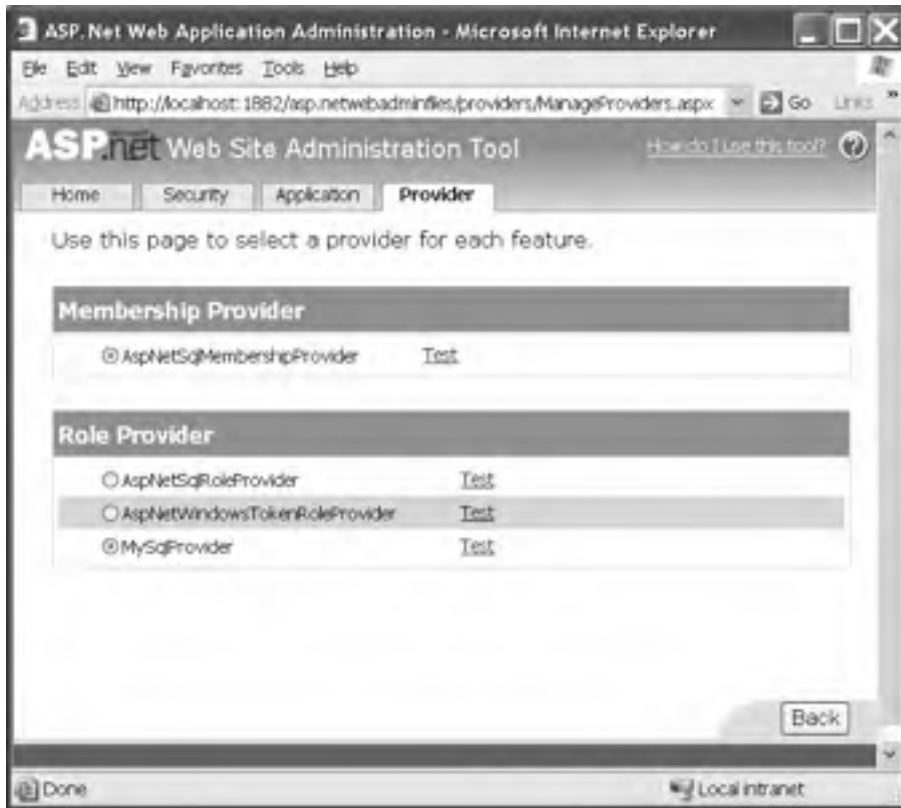 ASP.Net Web Application Administration - Microsoft Internet Explorer
File Edit View Favorites Tools Help
Address http://localhost:1882/asp.netwebadminfiles/providers/ManageProviders.aspx Go Links »
ASP.net Web Site Administration Tool How do I use this tool? ?
Home Security Application Provider
Use this page to select a provider for each feature.
Membership Provider
AspNetSqlMembershipProvider Test
Role Provider
AspNetSqlRoleProvider Test
AspNetWindowsTokenRoleProvider Test
MySqlProvider Test
Back
Done Local intranet